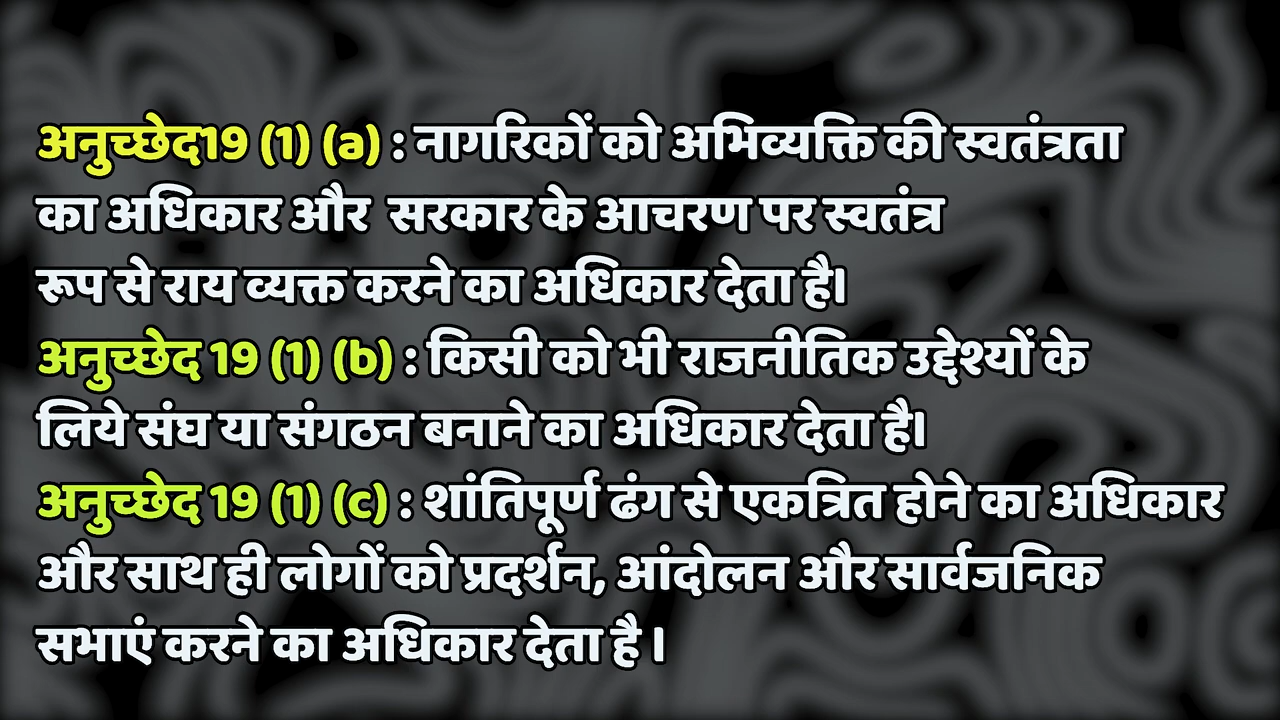 अनुच्छेद19 (1) (a) : नागरिकों को अभिव्यक्ति की स्वतंत्रता
का अधिकार और सरकार के आचरण पर स्वतंत्र
रूप से राय व्यक्त करने का अधिकार देता है।
अनुच्छेद 19 (1) (b) : किसी को भी राजनीतिक उद्देश्यों के
लिये संघ या संगठन बनाने का अधिकार देता है।
अनुच्छेद 19 (1) (c) : शांतिपूर्ण ढंग से एकत्रित होने का अधिकार
और साथ ही लोगों को प्रदर्शन, आंदोलन और सार्वजनिक
सभाएं करने का अधिकार देता है ।